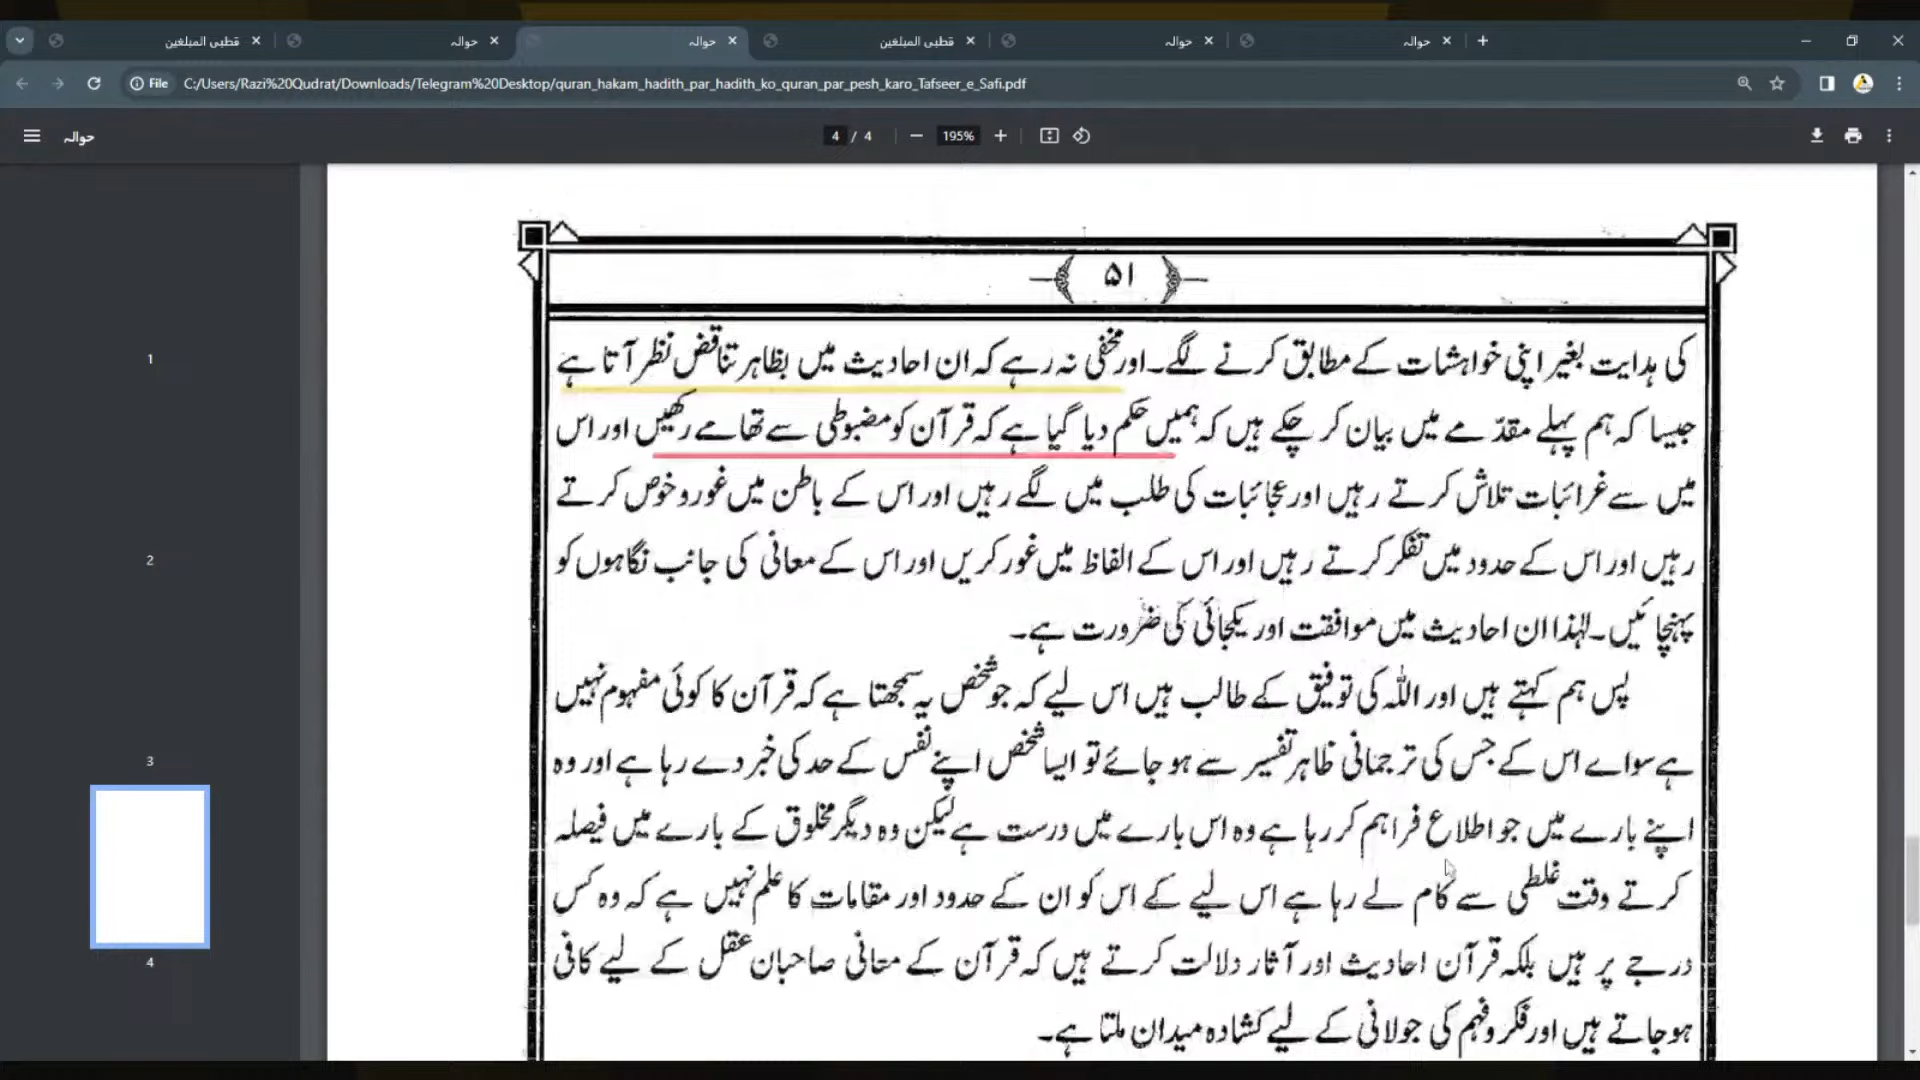 قطبی المبلغین
حوالہ
حوالہ
قطبی المبلغین
حوالہ
حوالہ
File C:/Users/Razi%20Qudrat/Downloads/Telegram%20Desktop/quran_hakam_hadith_par_hadith_ko_quran_par_pesh_karo_Tafseer_e_Safi.pdf
حوالہ
4 / 4
195%
1
2
3
4
۵۱
کی ہدایت بغیر اپنی خواہشات کے مطابق کرنے لگے۔ اور مخفی نہ رہے کہ ان احادیث میں بظاہر تناقض نظر آتا ہے
جیسا کہ ہم پہلے مقدّمے میں بیان کر چکے ہیں کہ ہمیں حکم دیا گیا ہے کہ قرآن کو مضبوطی سے تھامے رکھیں اور اس
میں سے غرائبات تلاش کرتے رہیں اور عجائبات کی طلب میں لگے رہیں اور اس کے باطن میں غور و خوض کرتے
رہیں اور اس کے حدود میں تفکر کرتے رہیں اور اس کے الفاظ میں غور کریں اور اس کے معانی کی جانب نگاہوں کو
پہنچائیں۔ لہٰذا ان احادیث میں موافقت اور یکجائی کی ضرورت ہے۔
پس ہم کہتے ہیں اور اللہ کی توفیق کے طالب ہیں اس لیے کہ جو شخص یہ سمجھتا ہے کہ قرآن کا کوئی مفہوم نہیں
ہے سواے اس کے جس کی ترجمانی ظاہر تفسیر سے ہو جائے تو ایسا شخص اپنے نفس کے حد کی خبر دے رہا ہے اور وہ
اپنے بارے میں جو اطلاع فراہم کر رہا ہے وہ اس بارے میں درست ہے لیکن وہ دیگر مخلوق کے بارے میں فیصلہ
کرتے وقت غلطی سے کام لے رہا ہے اس لیے کے اس کو ان کے حدود اور مقامات کا علم نہیں ہے کہ وہ کس
درجے پر ہیں بلکہ قرآن احادیث اور آثار دلالت کرتے ہیں کہ قرآن کے معانی صاحبان عقل کے لیے کافی
ہو جاتے ہیں اور فکر و فہم کی جولانی کے لیے کشادہ میدان ملتا ہے۔